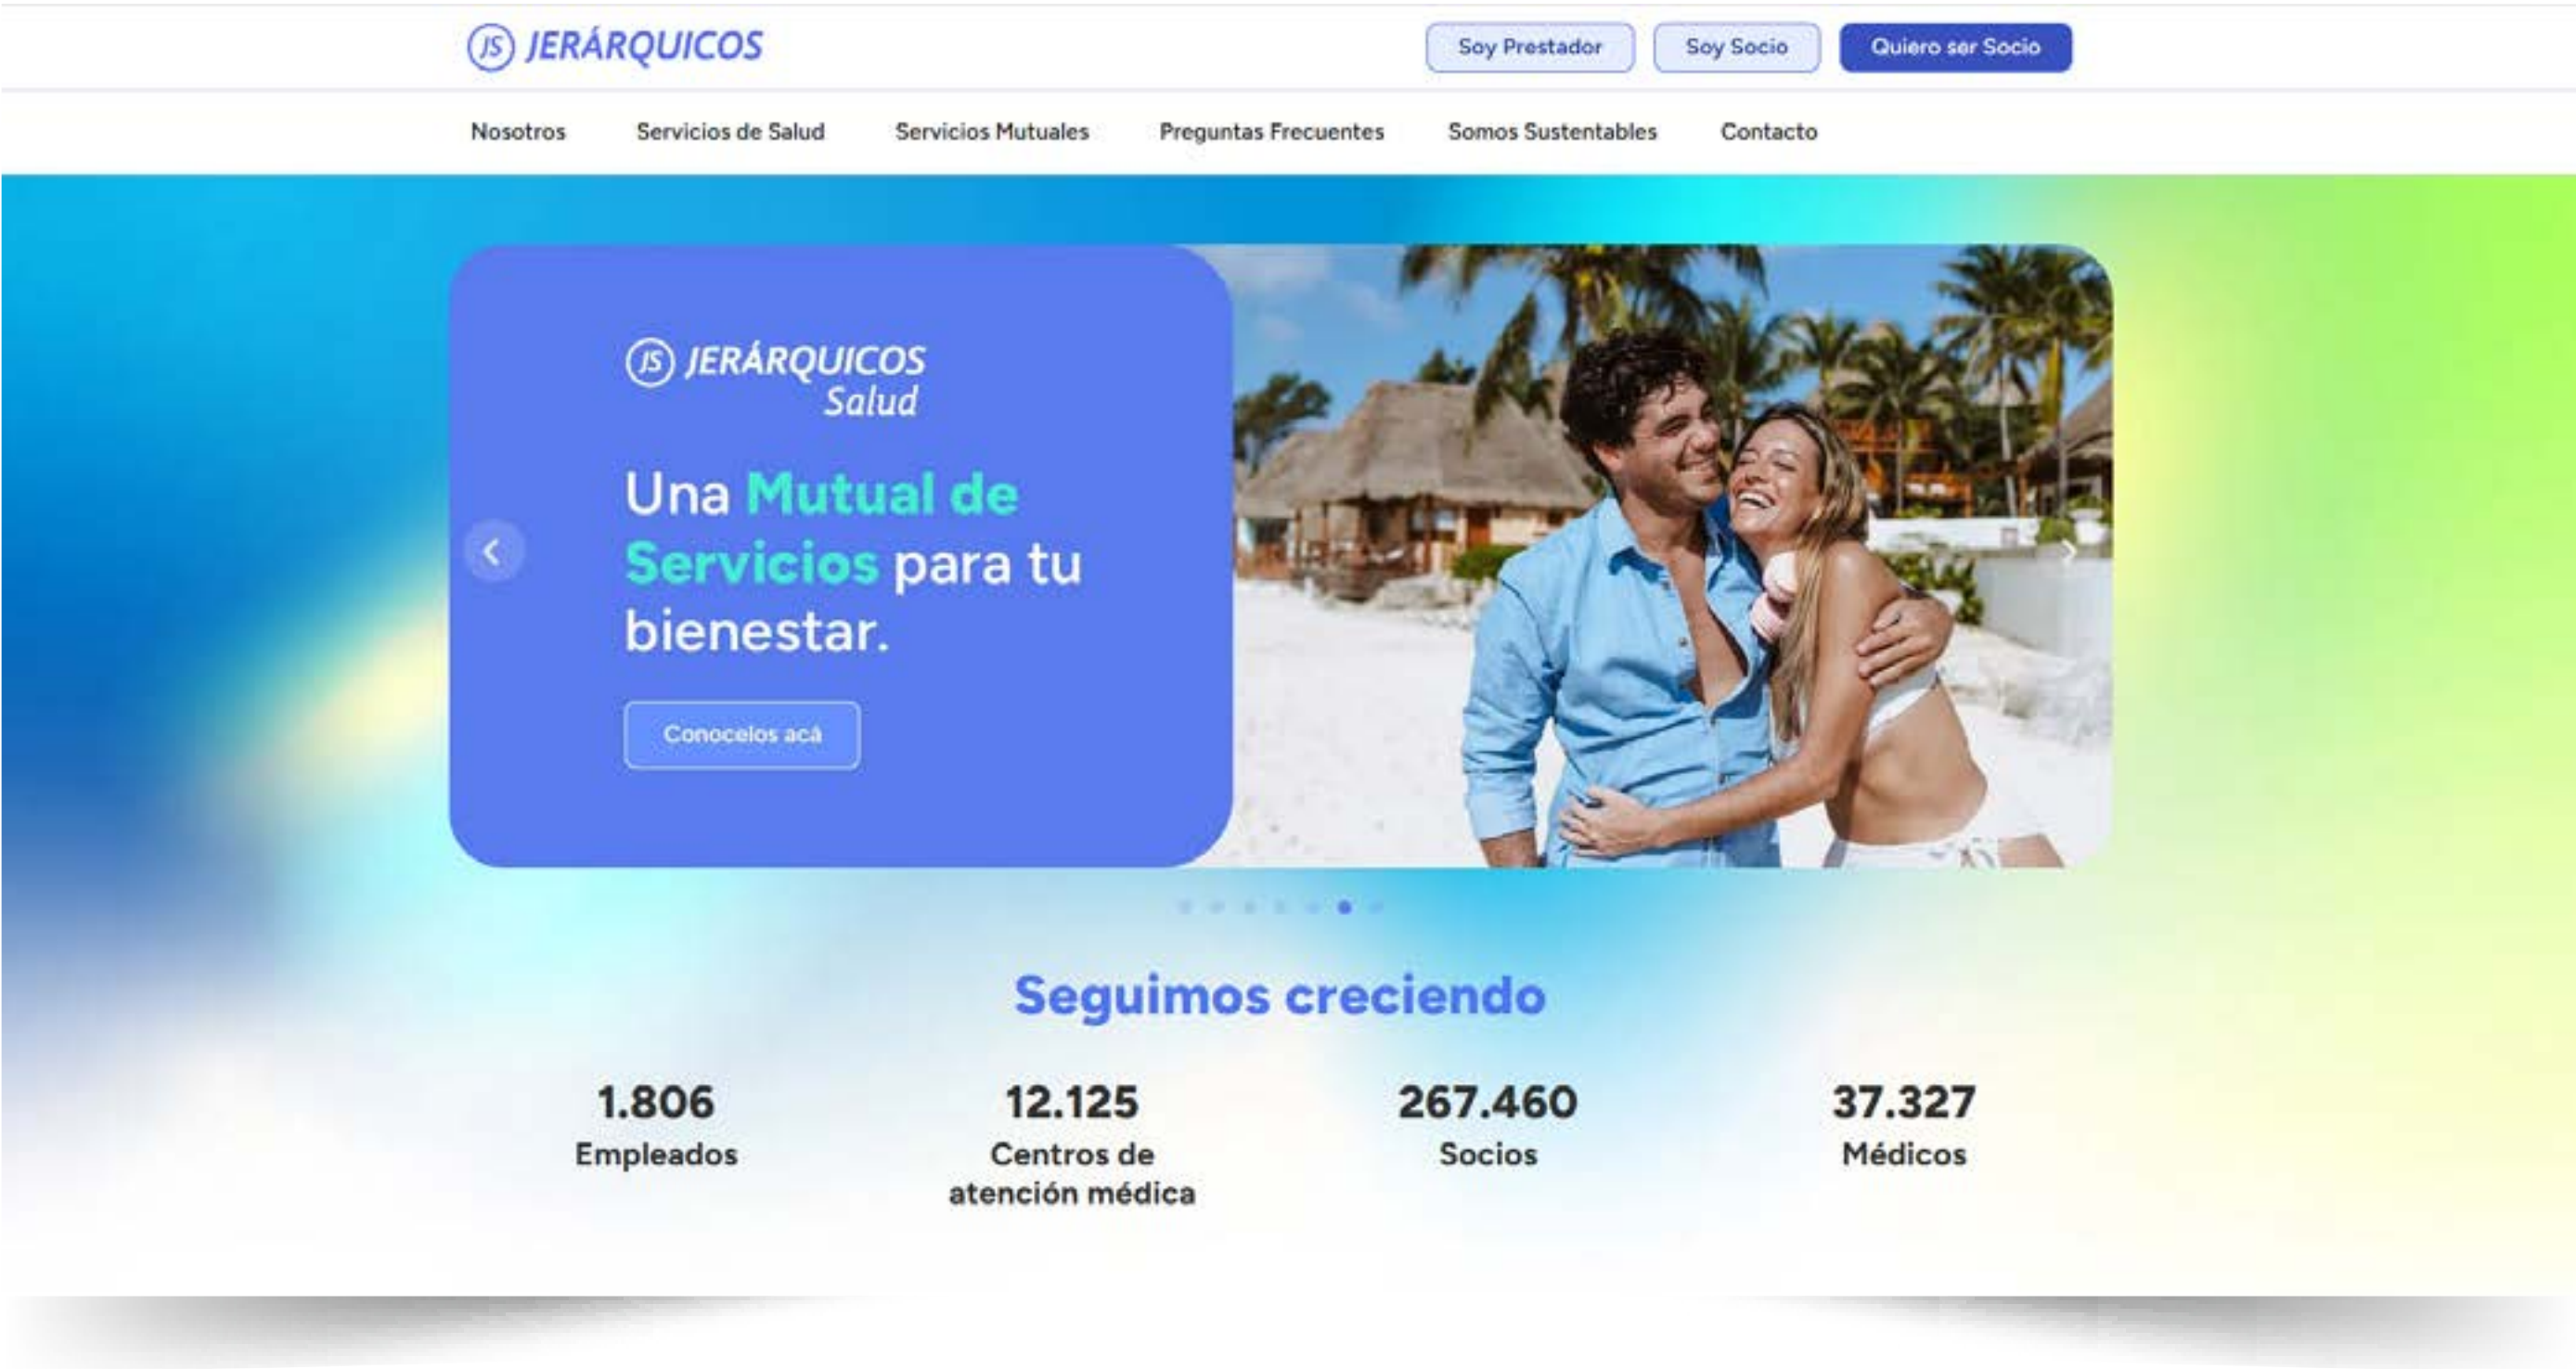 JS JERÁRQUICOS
Soy Prestador
Soy Socio
Quiero ser Socio
Nosotros
Servicios de Salud
Servicios Mutuales
Preguntas Frecuentes
Somos Sustentables
Contacto
JS JERÁRQUICOS
Salud
Una Mutual de
Servicios para tu
bienestar.
Conocelos acá
Seguimos creciendo
1.806
Empleados
12.125
Centros de
atención médica
267.460
Socios
37.327
Médicos